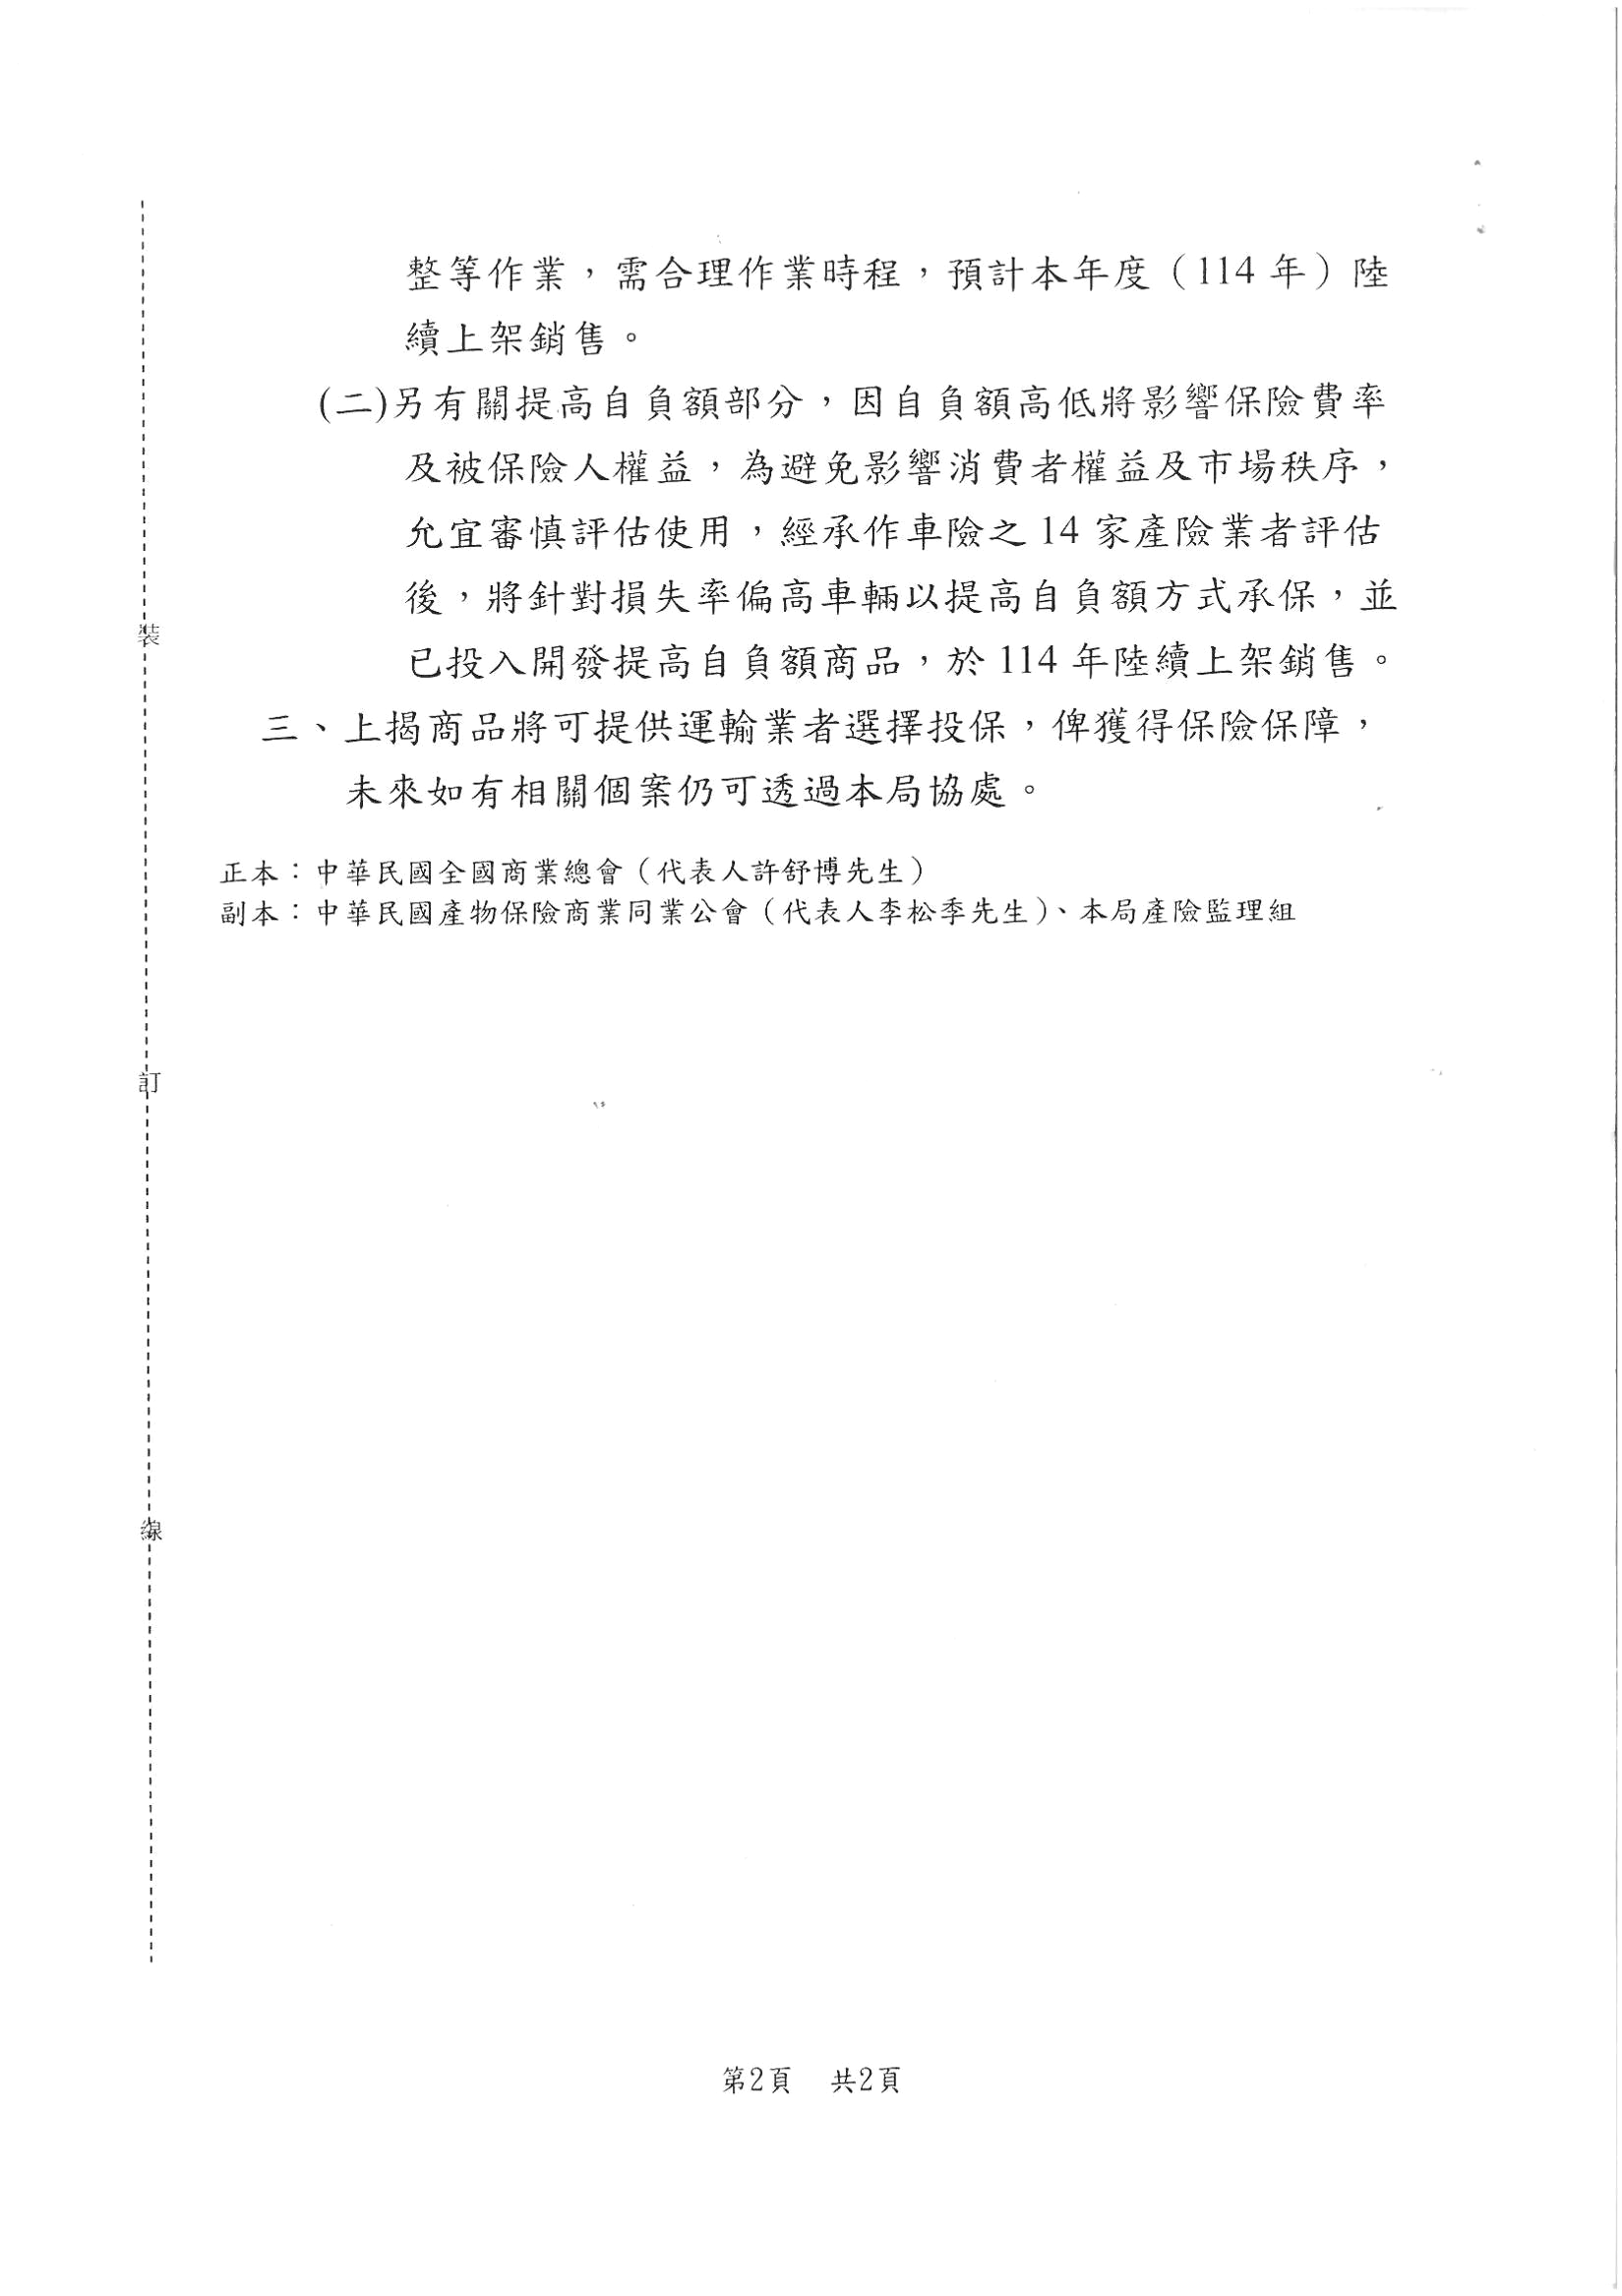 整等作業，需合理作業時程，預計本年度（114 年）陸
續上架銷售。
(二)另有關提高自負額部分，因自負額高低將影響保險費率
及被保險人權益，為避免影響消費者權益及市場秩序，
允宜審慎評估使用，經承作車險之 14 家產險業者評估
後，將針對損失率偏高車輛以提高自負額方式承保，並
已投入開發提高自負額商品，於 114 年陸續上架銷售。
三、上揭商品將可提供運輸業者選擇投保，俾獲得保險保障，
未來如有相關個案仍可透過本局協處。
正本：中華民國全國商業總會（代表人許舒博先生）
副本：中華民國產物保險商業同業公會（代表人李松季先生）、本局產險監理組
裝
訂
線
第2頁 共2頁